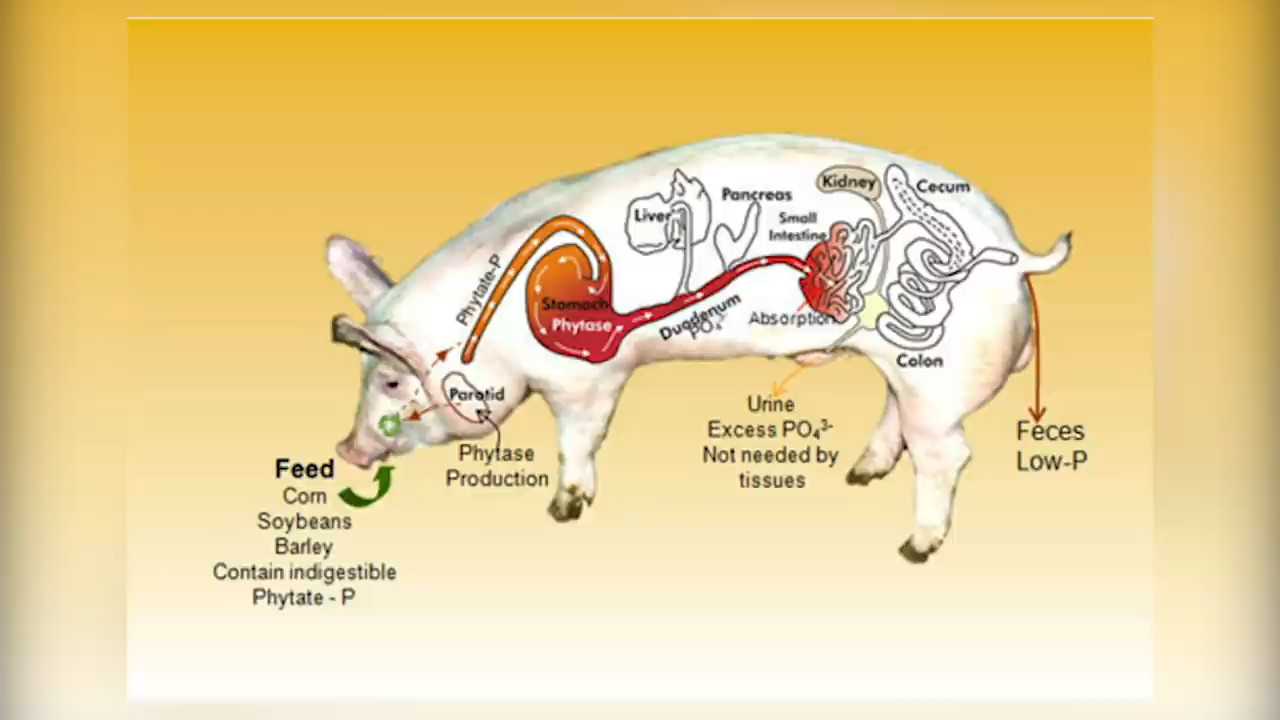 Kidney
Cecum
Pancreas
Liver
Small
Intestine
Phytate-P
Stomach
Phytase
Duodenum
PO₄
Absorption
Colon
Parotid
Phytase
Production
Urine
Excess PO₄³⁻
Not needed by
tissues
Feces
Low-P
Feed
Corn
Soybeans
Barley
Contain indigestible
Phytate - P